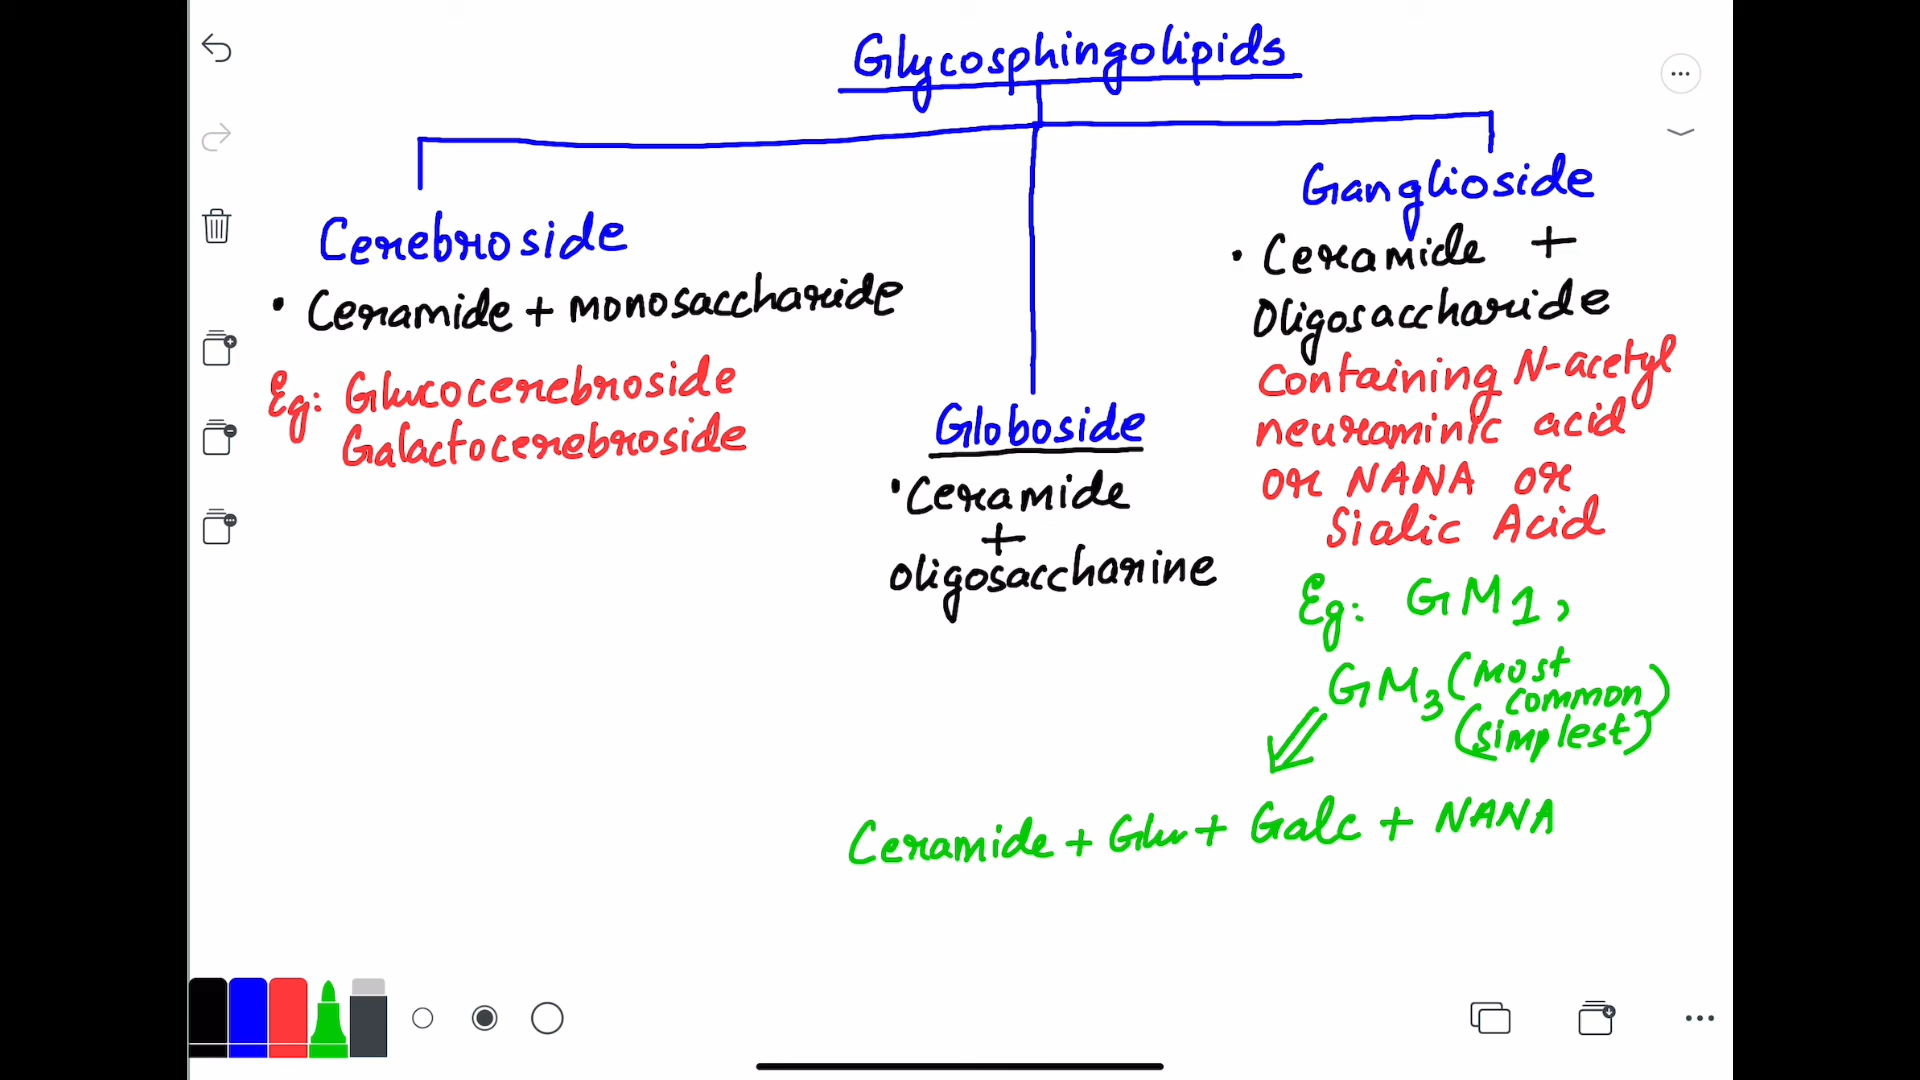 Glycosphingolipids
Cerebroside
• Ceramide + monosaccharide
Eg: Glucocerebroside
Galactocerebroside
Globoside
• Ceramide
+
oligosaccharine
Ganglioside
• Ceramide +
Oligosaccharide
Containing N-acetyl
neuraminic acid
or NANA or
Sialic Acid
Eg: GM1,
GM3 (most
common)
(simplest)
Ceramide + Glu + Galc + NANA